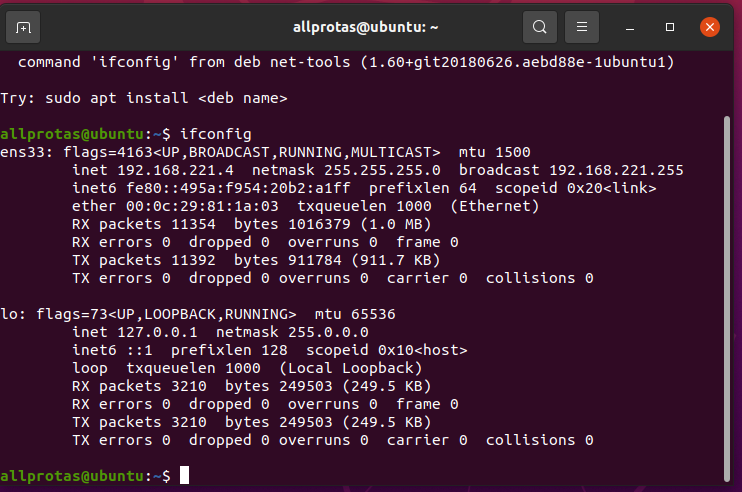 allprotas@ubuntu: ~
command 'ifconfig' from deb net-tools (1.60+git20180626.aebd88e-1ubuntu1)
Try: sudo apt install <deb name>
allprotas@ubuntu:~$ ifconfig
ens33: flags=4163<UP,BROADCAST,RUNNING,MULTICAST>  mtu 1500
        inet 192.168.221.4  netmask 255.255.255.0  broadcast 192.168.221.255
        inet6 fe80::495a:f954:20b2:a1ff  prefixlen 64  scopeid 0x20<link>
        ether 00:0c:29:81:1a:03  txqueuelen 1000  (Ethernet)
        RX packets 11354  bytes 1016379 (1.0 MB)
        RX errors 0  dropped 0  overruns 0  frame 0
        TX packets 11392  bytes 911784 (911.7 KB)
        TX errors 0  dropped 0 overruns 0  carrier 0  collisions 0
lo: flags=73<UP,LOOPBACK,RUNNING>  mtu 65536
        inet 127.0.0.1  netmask 255.0.0.0
        inet6 ::1  prefixlen 128  scopeid 0x10<host>
        loop  txqueuelen 1000  (Local Loopback)
        RX packets 3210  bytes 249503 (249.5 KB)
        RX errors 0  dropped 0  overruns 0  frame 0
        TX packets 3210  bytes 249503 (249.5 KB)
        TX errors 0  dropped 0 overruns 0  carrier 0  collisions 0
allprotas@ubuntu:~$